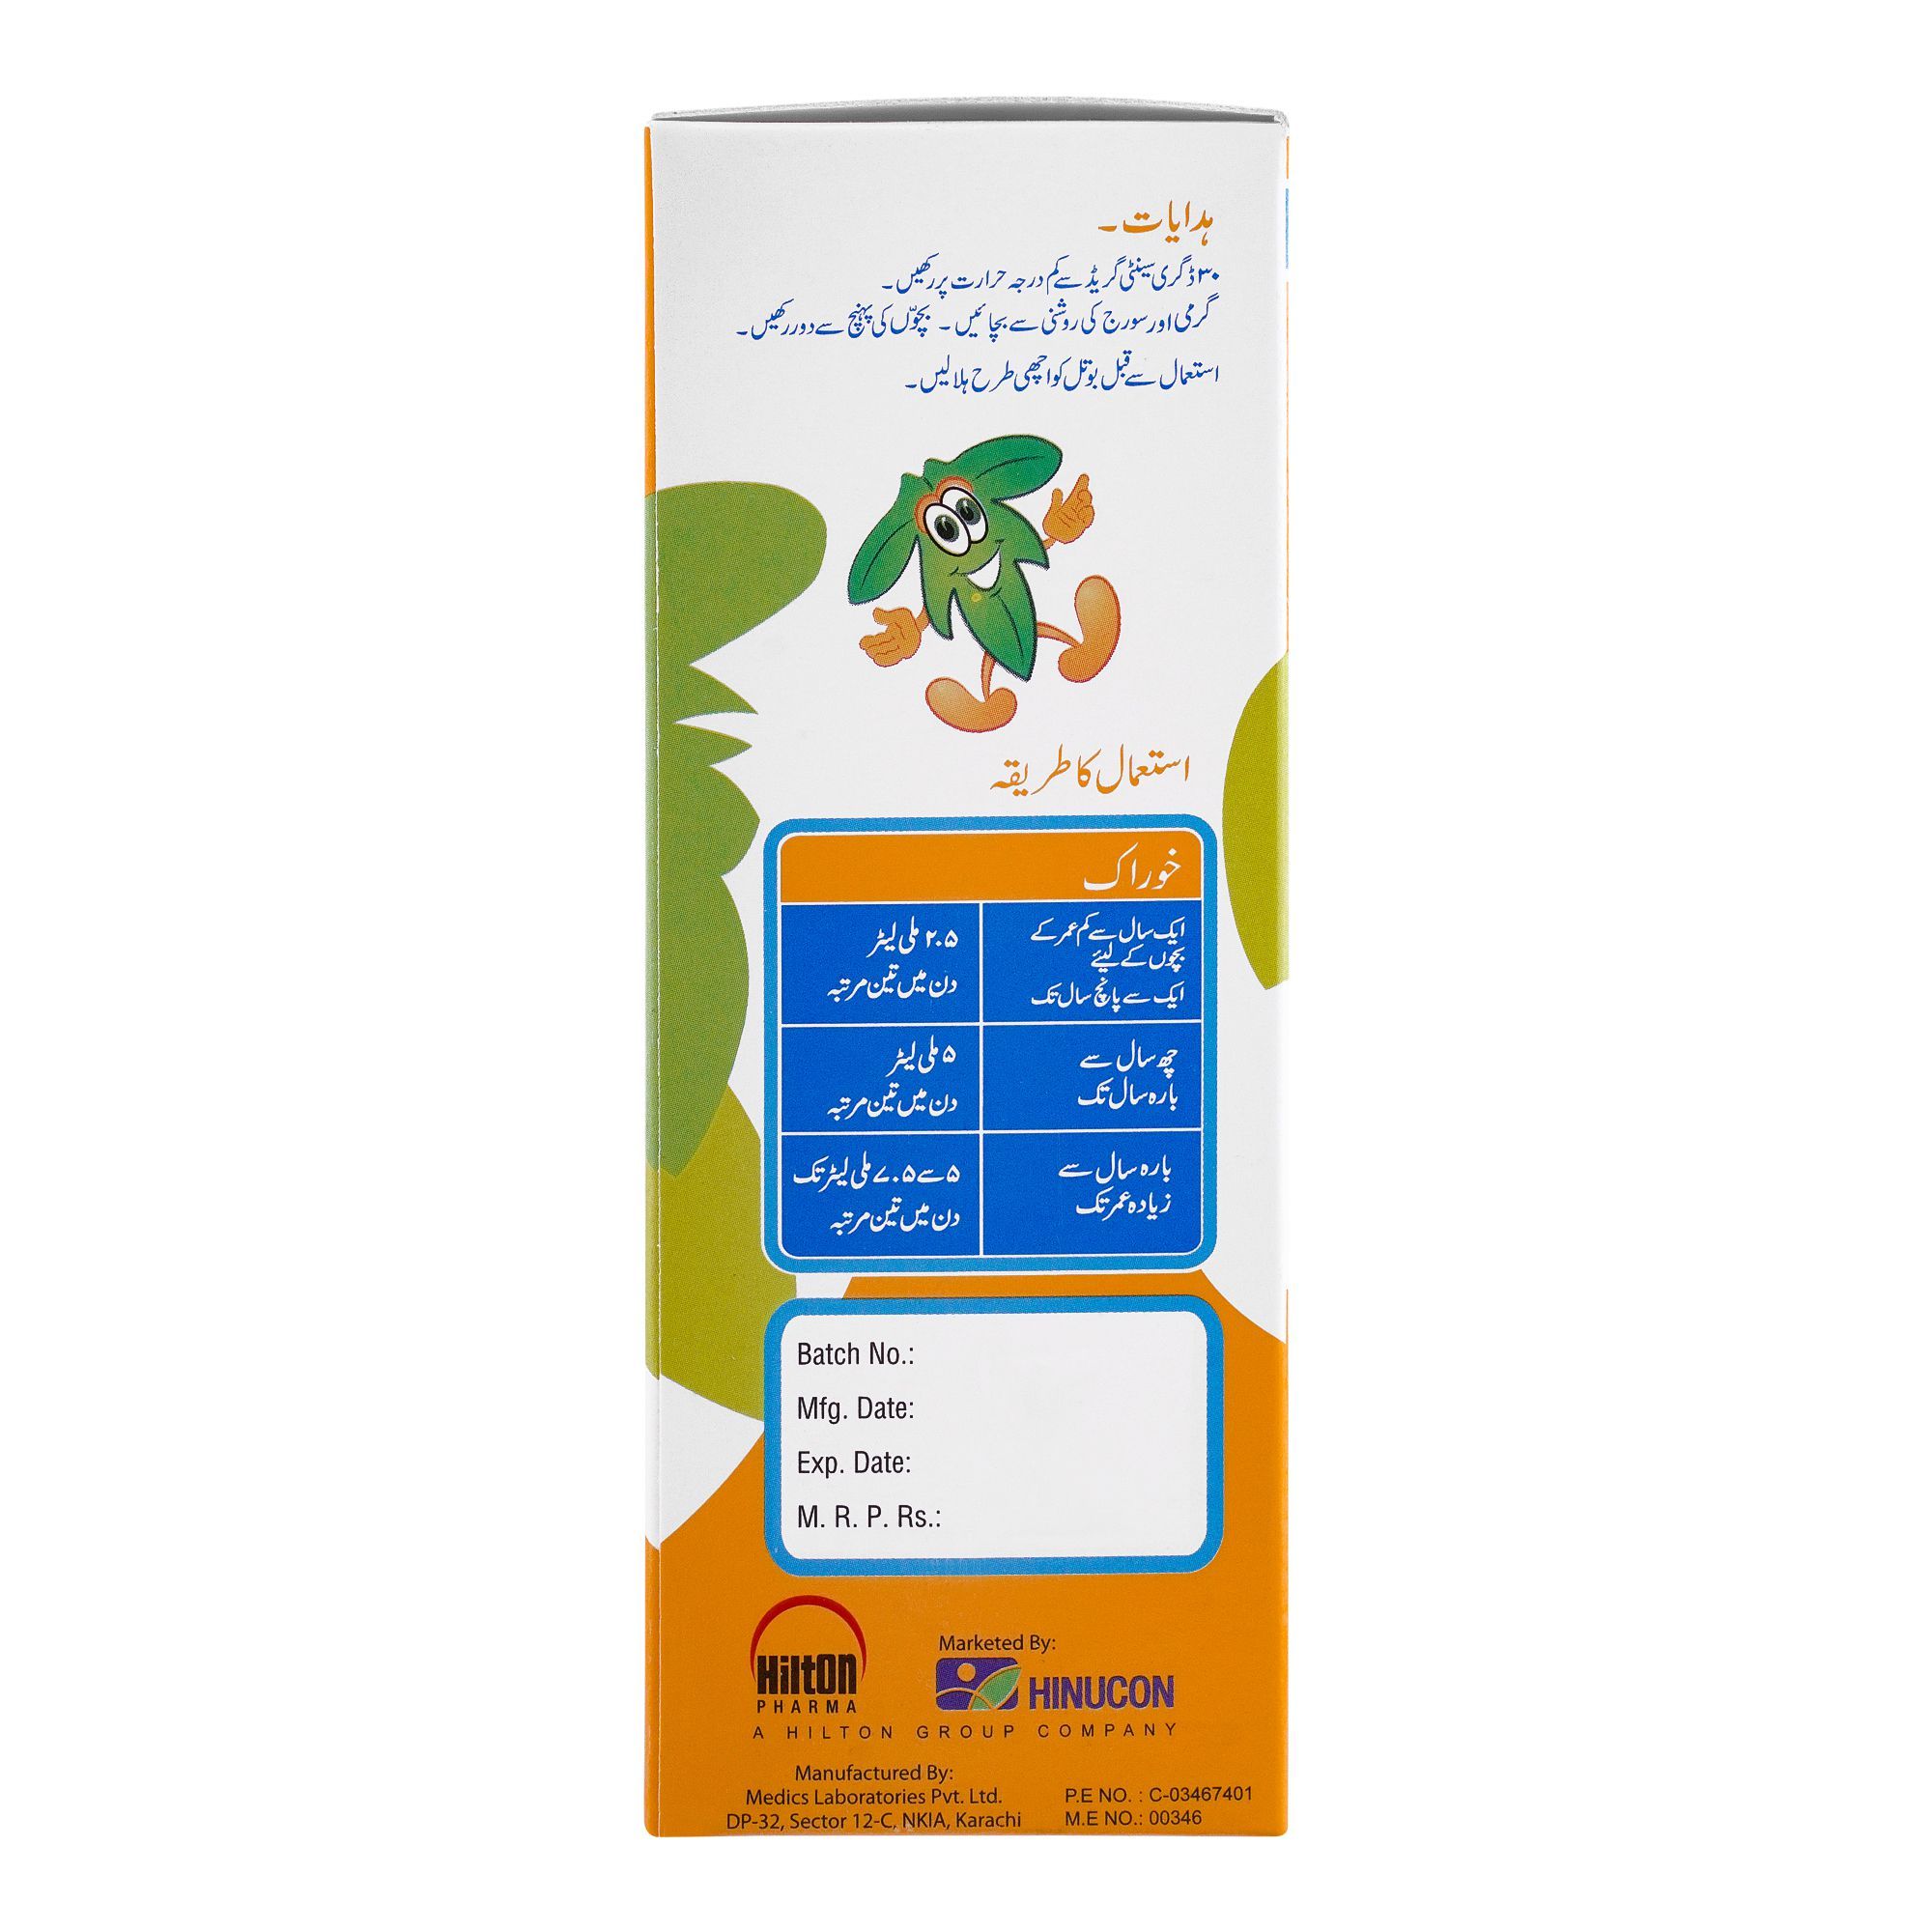 ہدایات۔
۳۰ ڈگری سینٹی گریڈ سے کم درجہ حرارت پر رکھیں۔
گرمی اور سورج کی روشنی سے بچائیں۔ بچّوں کی پہنچ سے دور رکھیں۔
استعمال سے قبل بوتل کو اچھی طرح ہلا لیں۔
استعمال کا طریقہ
خوراک
ایک سال سے کم عمر کے
بچوں کے لیئے
ایک سے پانچ سال تک
۲.۵ ملی لیٹر
دن میں تین مرتبہ
چھ سال سے
بارہ سال تک
۵ ملی لیٹر
دن میں تین مرتبہ
بارہ سال سے
زیادہ عمر تک
۵ سے ۷.۵ ملی لیٹر تک
دن میں تین مرتبہ
Batch No.:
Mfg. Date:
Exp. Date:
M. R. P. Rs.:
Hilton
PHARMA
Marketed By:
HINUCON
A HILTON GROUP COMPANY
Manufactured By:
Medics Laboratories Pvt. Ltd.
DP-32, Sector 12-C, NKIA, Karachi
P.E NO. : C-03467401
M.E NO.: 00346